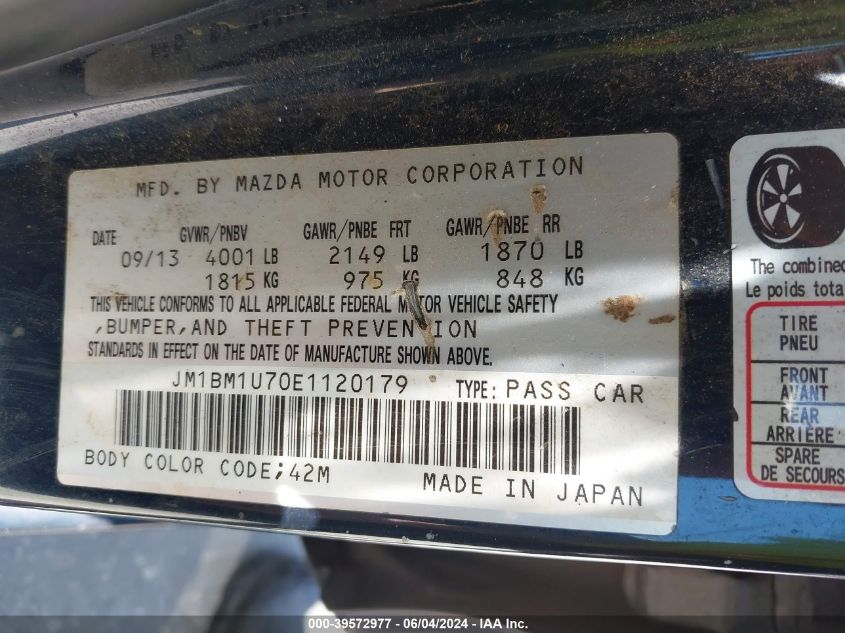 MFD. BY MAZDA MOTOR CORPORATION
DATE GVWR/PNBV GAWR/PNBE FRT GAWR/PNBE RR
09/13 4001 LB 2149 LB 1870 LB
1815 KG 975 KG 848 KG
THIS VEHICLE CONFORMS TO ALL APPLICABLE FEDERAL MOTOR VEHICLE SAFETY
,BUMPER,AND THEFT PREVENTION
STANDARDS IN EFFECT ON THE DATE OF MANUFACTURE SHOWN ABOVE.
JM1BM1U70E1120179 TYPE: PASS CAR
BODY COLOR CODE;42M
MADE IN JAPAN
The combined
Le poids tota
TIRE
PNEU
FRONT
AVANT
REAR
ARRIÈRE
SPARE
DE SECOURS
000-39572977 - 06/04/2024 - IAAI.com